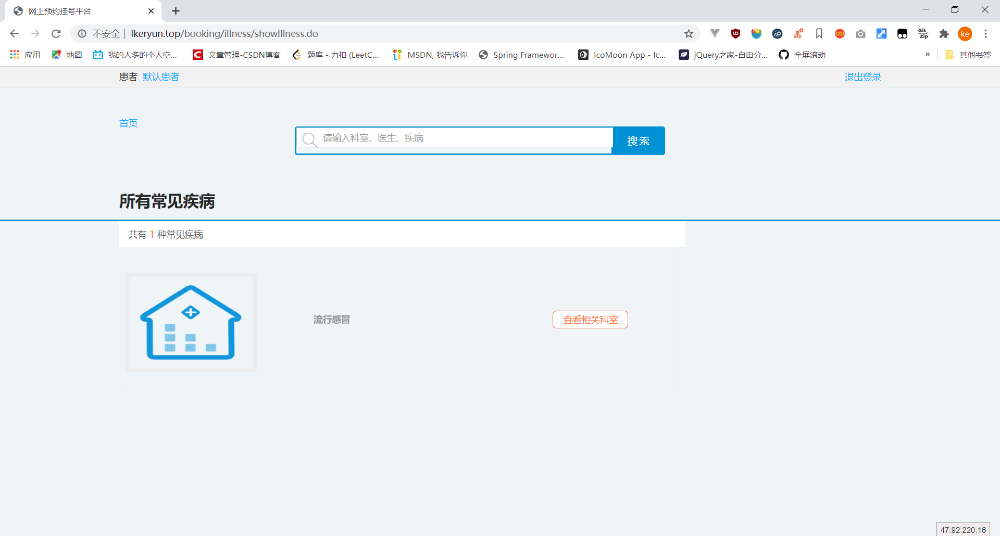 网上预约挂号平台
不安全 | lkeryun.top/booking/illness/showIllness.do
Git Zip
ke
应用
地圖
我的人多的个人空...
文章管理-CSDN博客
题库 - 力扣 (LeetC...
MSDN, 我告诉你
Spring Framewor...
IcoMoon App - Ic...
jQuery之家-自由分...
全屏滚动
»
其他书签
患者 默认患者
退出登录
首页
请输入科室、医生、疾病
搜索
所有常见疾病
共有 1 种常见疾病
流行感冒
查看相关科室
47.92.220.16